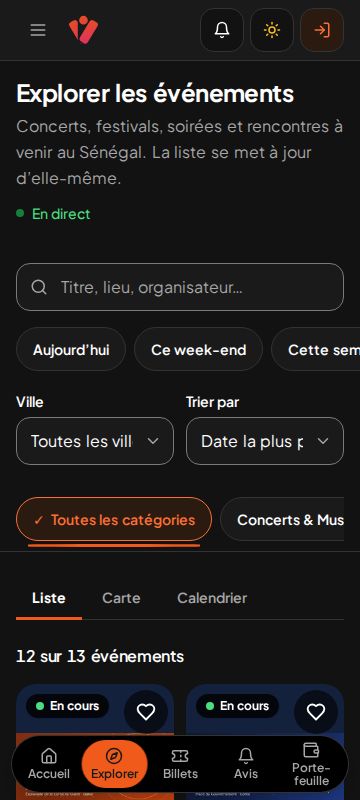 Explorer les événements
Concerts, festivals, soirées et rencontres à
venir au Sénégal. La liste se met à jour
d’elle-même.
En direct
Titre, lieu, organisateur…
Aujourd’hui
Ce week-end
Cette sem
Ville
Trier par
Toutes les vill
Date la plus p
✓ Toutes les catégories
Concerts & Mus
Liste
Carte
Calendrier
12 sur 13 événements
En cours
En cours
Accueil
Explorer
Billets
Avis
Porte-
feuille